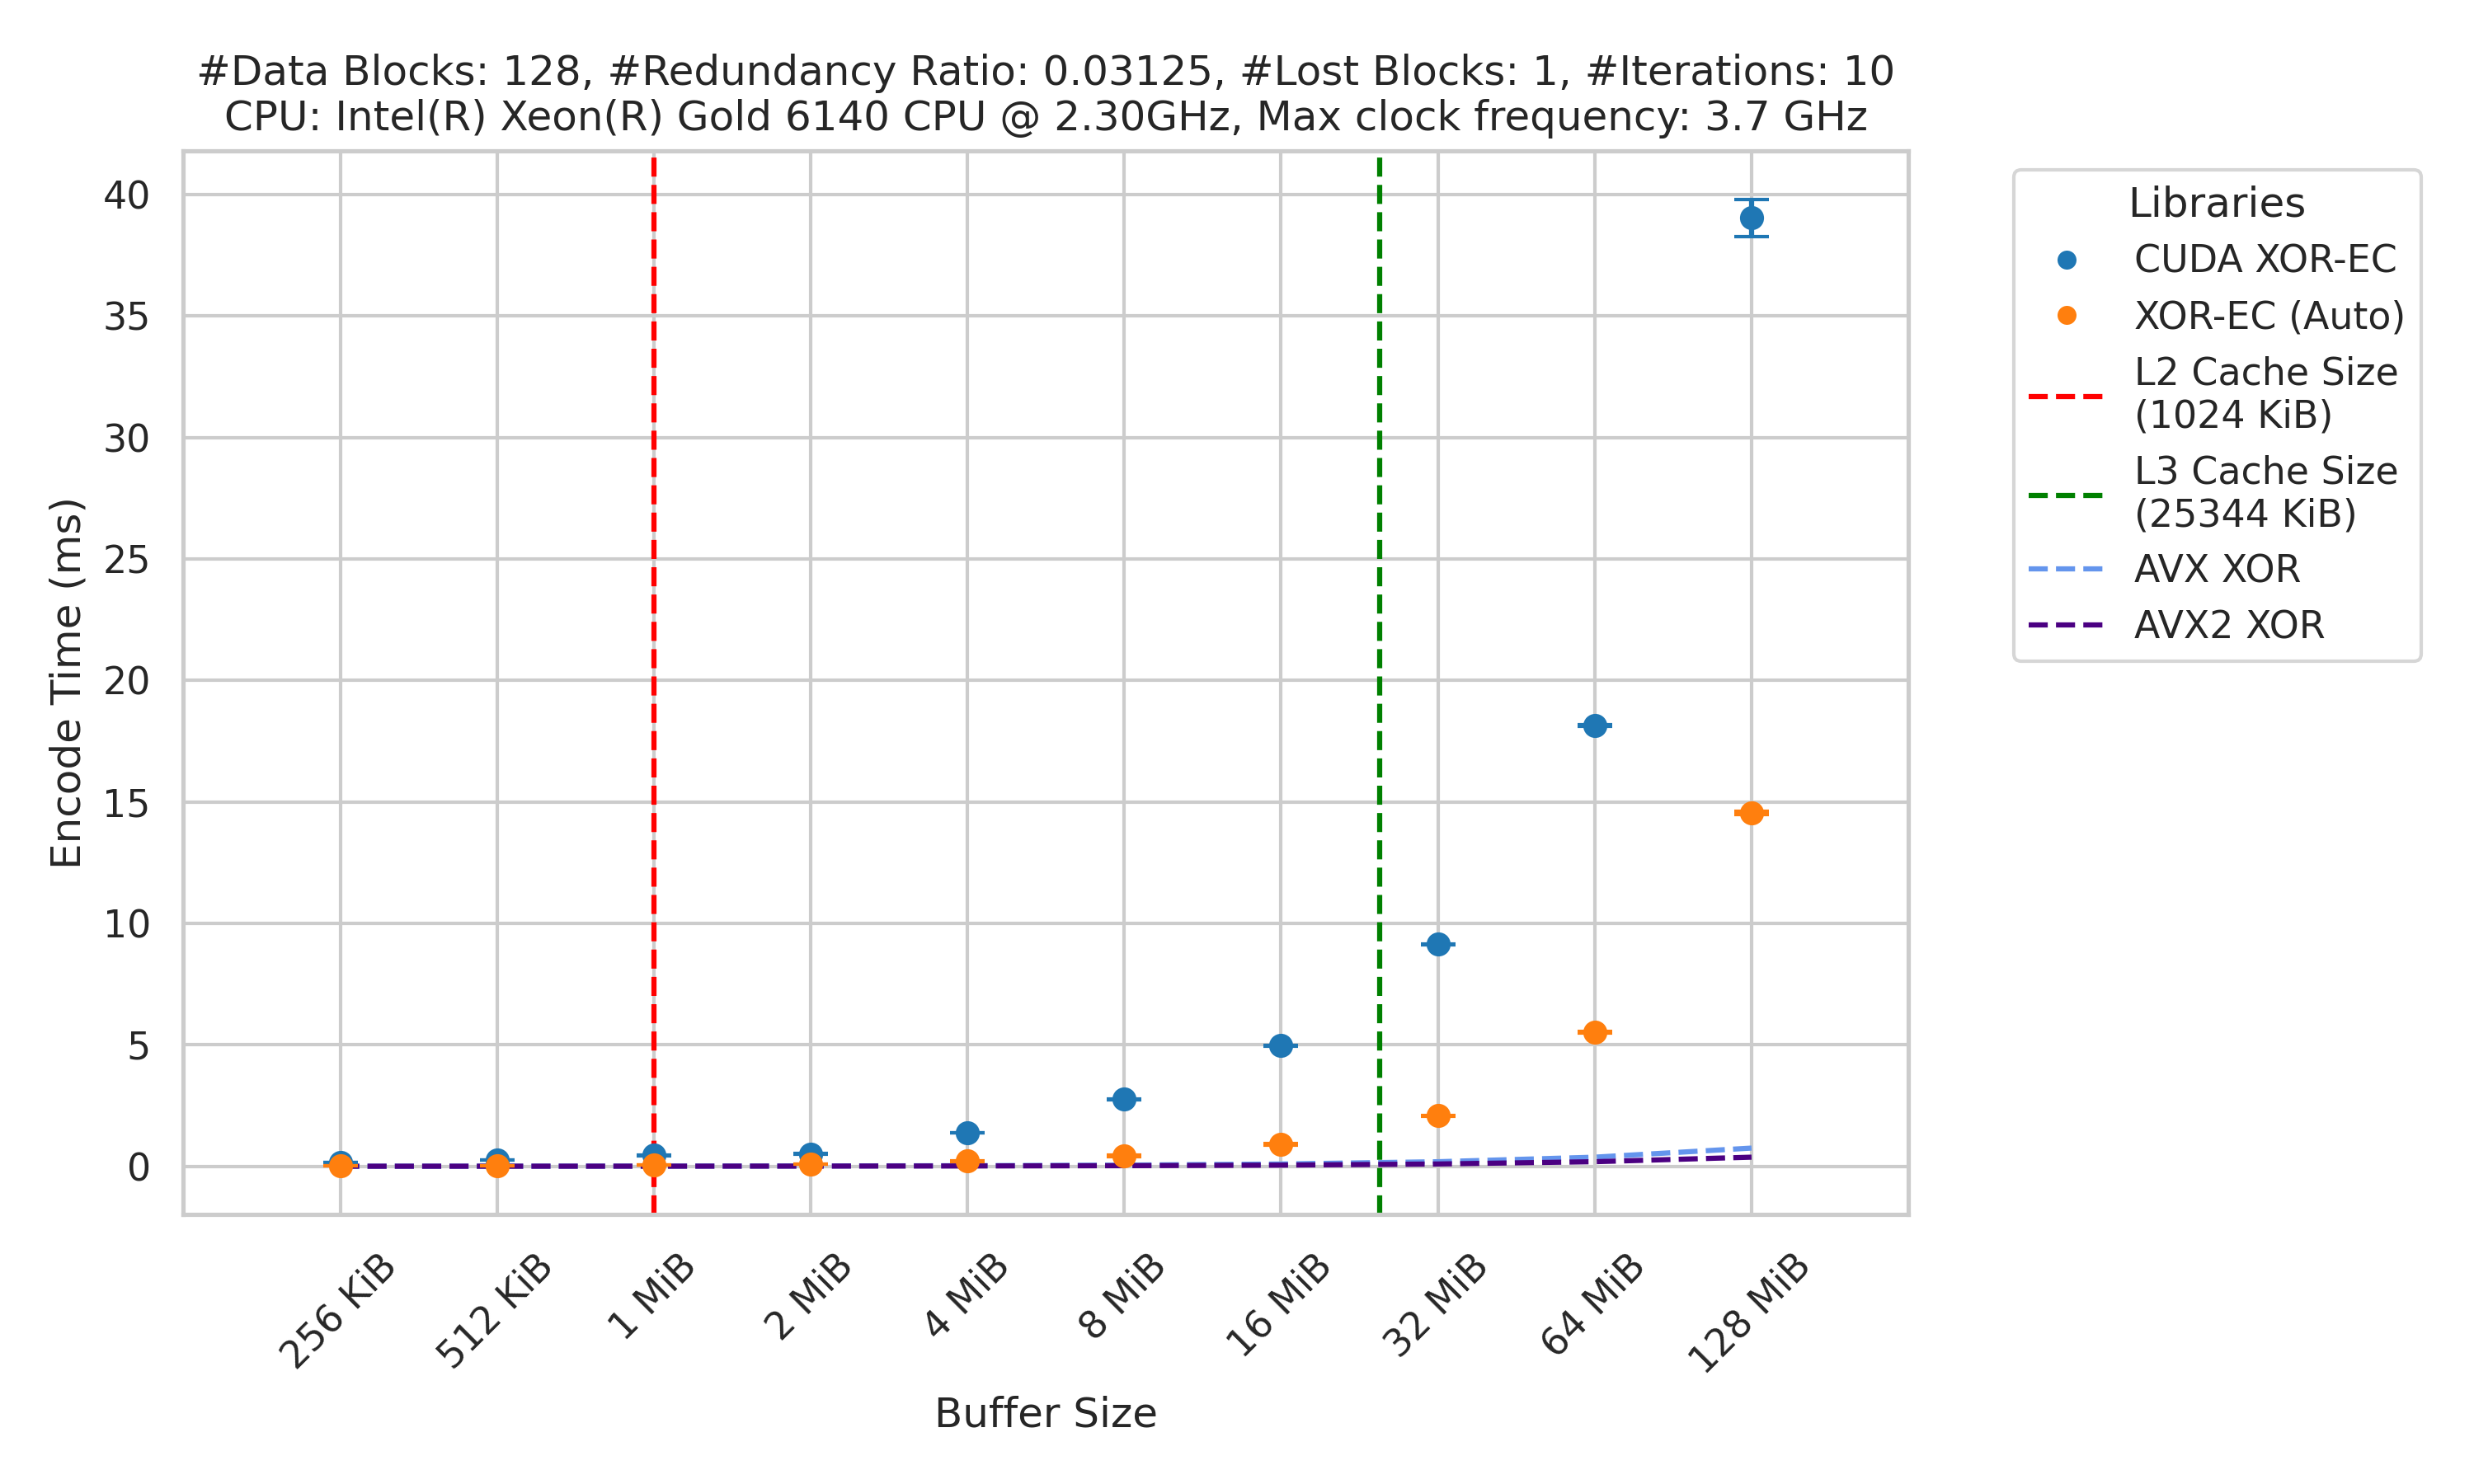 #Data Blocks: 128, #Redundancy Ratio: 0.03125, #Lost Blocks: 1, #Iterations: 10
CPU: Intel(R) Xeon(R) Gold 6140 CPU @ 2.30GHz, Max clock frequency: 3.7 GHz
Encode Time (ms)
40
35
30
25
20
15
10
5
0
256 KiB
512 KiB
1 MiB
2 MiB
4 MiB
8 MiB
16 MiB
32 MiB
64 MiB
128 MiB
Buffer Size
Libraries
CUDA XOR-EC
XOR-EC (Auto)
L2 Cache Size
(1024 KiB)
L3 Cache Size
(25344 KiB)
AVX XOR
AVX2 XOR